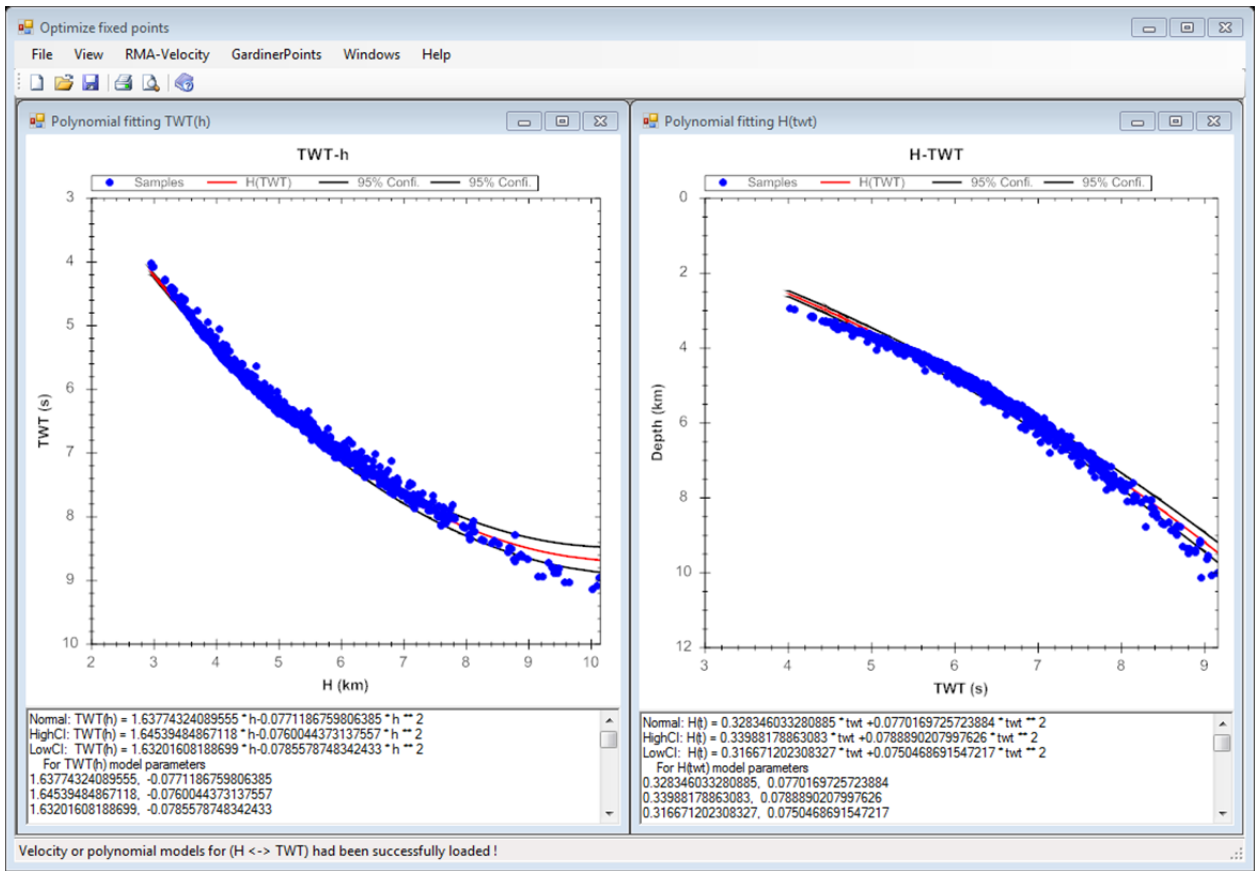 Optimize fixed points
File View RMA-Velocity GardinerPoints Windows Help
Polynomial fitting TWT(h)
TWT-h
Samples H(TWT) 95% Confi. 95% Confi.
3
4
5
6
7
8
9
10
TWT (s)
2 3 4 5 6 7 8 9 10
H (km)
Normal: TWT(h) = 1.63774324089555 * h-0.0771186759806385 * h ** 2
HighCI: TWT(h) = 1.64539484867118 * h-0.0760044373137557 * h ** 2
LowCI: TWT(h) = 1.63201608188699 * h-0.0785578748342433 * h ** 2
For TWT(h) model parameters
1.63774324089555, -0.0771186759806385
1.64539484867118, -0.0760044373137557
1.63201608188699, -0.0785578748342433
Polynomial fitting H(twt)
H-TWT
Samples H(TWT) 95% Confi. 95% Confi.
0
2
4
6
8
10
12
Depth (km)
3 4 5 6 7 8 9
TWT (s)
Normal: H(t) = 0.328346033280885 * twt +0.0770169725723884 * twt ** 2
HighCI: H(t) = 0.33988178863083 * twt +0.0788890207997626 * twt ** 2
LowCI: H(t) = 0.316671202308327 * twt +0.0750468691547217 * twt ** 2
For H(twt) model parameters
0.328346033280885, 0.0770169725723884
0.33988178863083, 0.0788890207997626
0.316671202308327, 0.0750468691547217
Velocity or polynomial models for (H <-> TWT) had been successfully loaded !